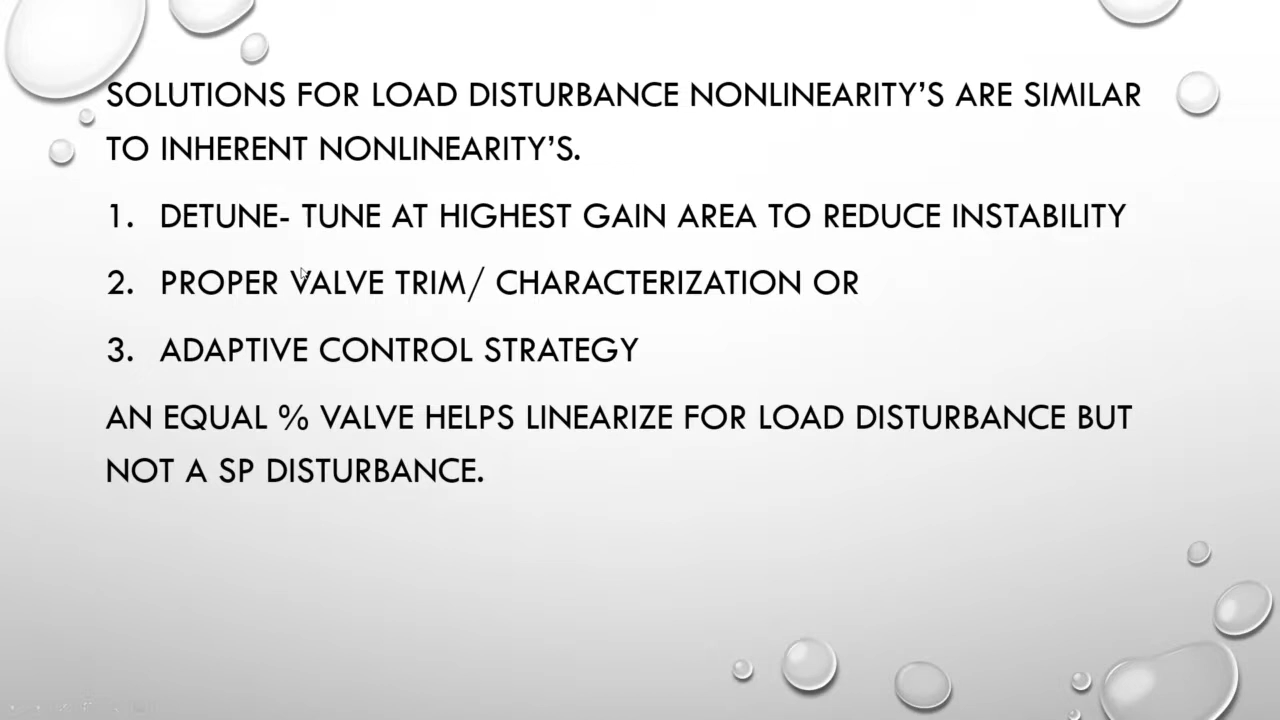 SOLUTIONS FOR LOAD DISTURBANCE NONLINEARITY’S ARE SIMILAR
TO INHERENT NONLINEARITY’S.
1. DETUNE- TUNE AT HIGHEST GAIN AREA TO REDUCE INSTABILITY
2. PROPER VALVE TRIM/ CHARACTERIZATION OR
3. ADAPTIVE CONTROL STRATEGY
AN EQUAL % VALVE HELPS LINEARIZE FOR LOAD DISTURBANCE BUT
NOT A SP DISTURBANCE.